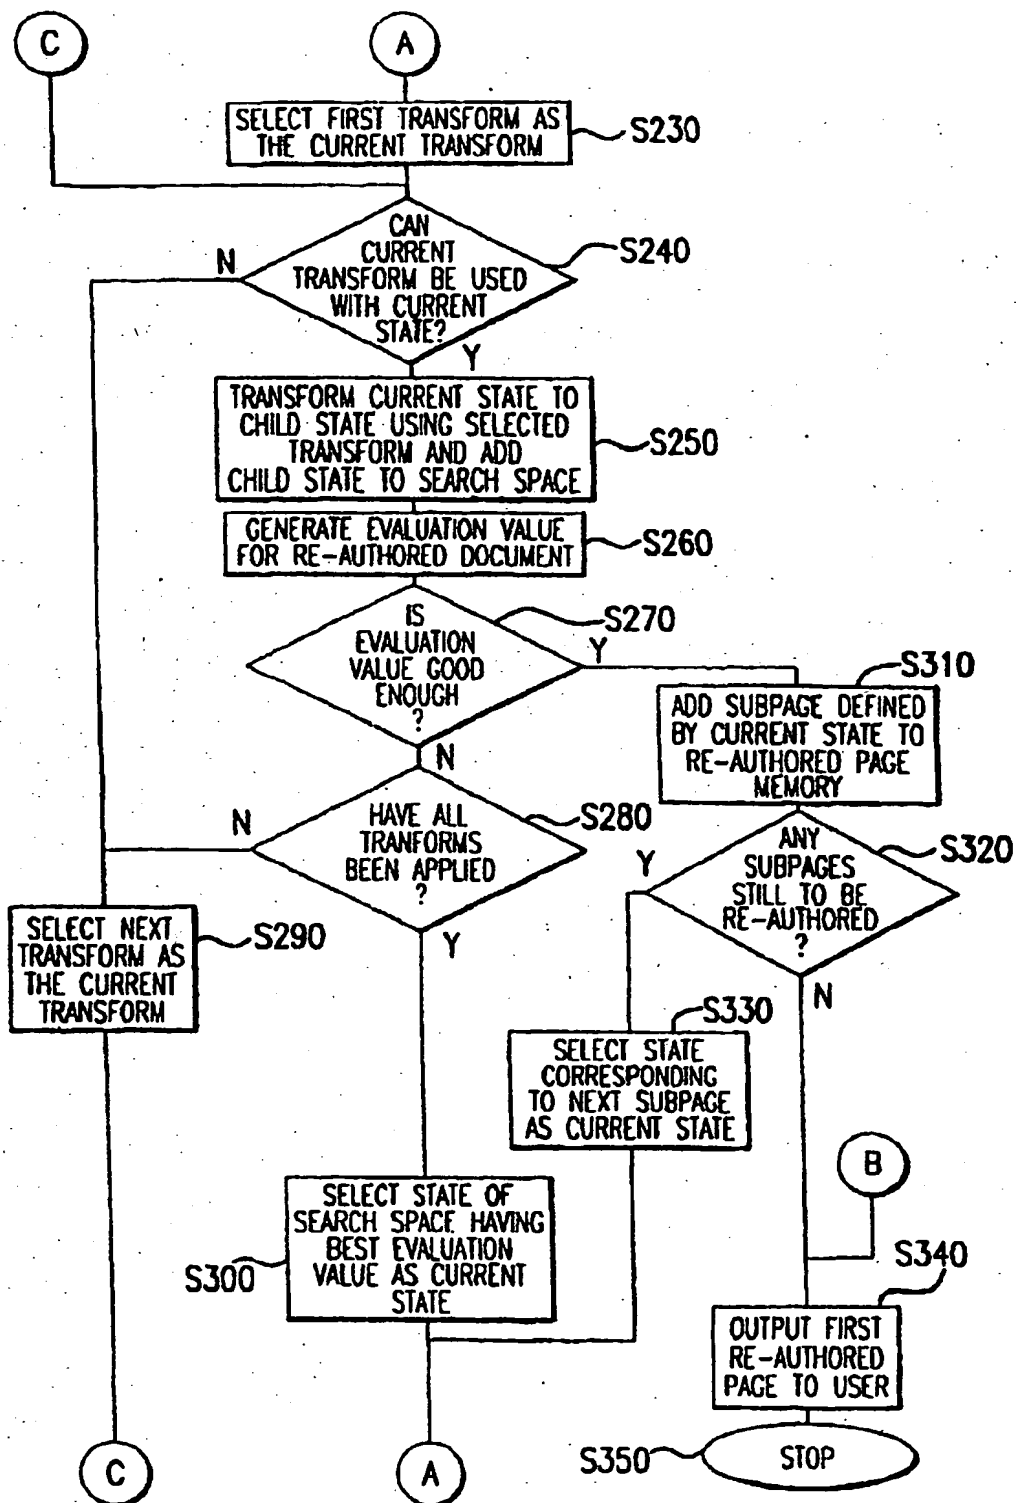 C
A
SELECT FIRST TRANSFORM AS
THE CURRENT TRANSFORM
S230
CAN
CURRENT
TRANSFORM BE USED
WITH CURRENT
STATE?
S240
N
Y
TRANSFORM CURRENT STATE TO
CHILD STATE USING SELECTED
TRANSFORM AND ADD
CHILD STATE TO SEARCH SPACE
S250
GENERATE EVALUATION VALUE
FOR RE-AUTHORED DOCUMENT
S260
IS
EVALUATION
VALUE GOOD
ENOUGH
?
S270
Y
N
ADD SUBPAGE DEFINED
BY CURRENT STATE TO
RE-AUTHORED PAGE
MEMORY
S310
HAVE ALL
TRANFORMS
BEEN APPLIED
?
S280
N
Y
ANY
SUBPAGES
STILL TO BE
RE-AUTHORED
?
S320
Y
N
SELECT NEXT
TRANSFORM AS
THE CURRENT
TRANSFORM
S290
SELECT STATE
CORRESPONDING
TO NEXT SUBPAGE
AS CURRENT STATE
S330
B
SELECT STATE OF
SEARCH SPACE HAVING
BEST EVALUATION
VALUE AS CURRENT
STATE
S300
OUTPUT FIRST
RE-AUTHORED
PAGE TO USER
S340
C
A
S350
STOP